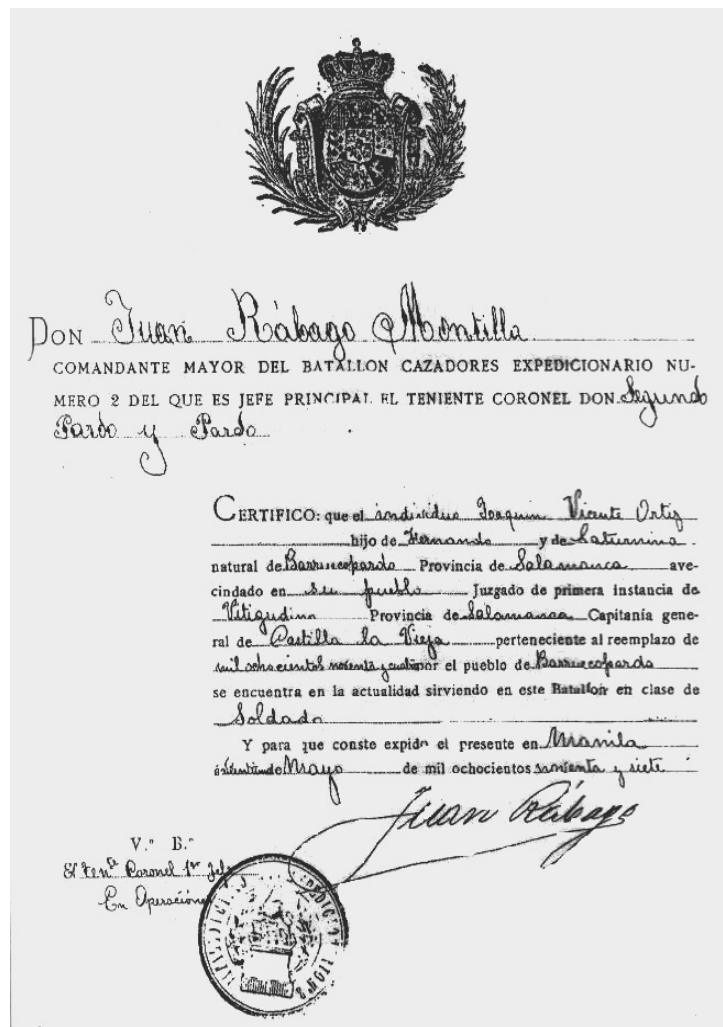 DON Juan Rábago Montilla
COMANDANTE MAYOR DEL BATALLON CAZADORES EXPEDICIONARIO NU-
MERO 2 DEL QUE ES JEFE PRINCIPAL EL TENIENTE CORONEL DON Segundo
Pardo y Pardo
CERTIFICO: que el individuo Joaquin Vicente Ortiz
hijo de Fernando y de Saturnina
natural de Barruecopardo Provincia de Salamanca ave-
cindado en su pueblo Juzgado de primera instancia de
Vitigudino Provincia de Salamanca Capitanía gene-
ral de Castilla la Vieja perteneciente al reemplazo de
mil ochocientos noventa y cuatro por el pueblo de Barruecopardo
se encuentra en la actualidad sirviendo en este Batallon en clase de
Soldado
Y para que conste expido el presente en Manila
á de Mayo de mil ochocientos noventa y siete
Juan Rábago
V.° B.°
El Ten.e Coronel 1er Jefe
En Operaciones